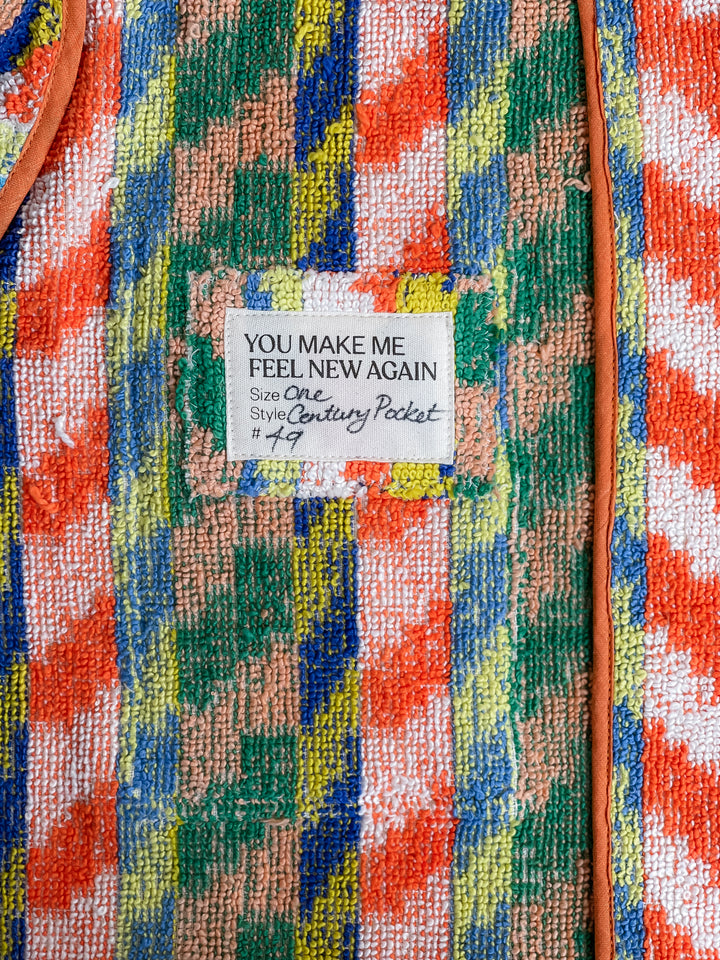 YOU MAKE ME
FEEL NEW AGAIN
Size One
Style Century Pocket
# 49